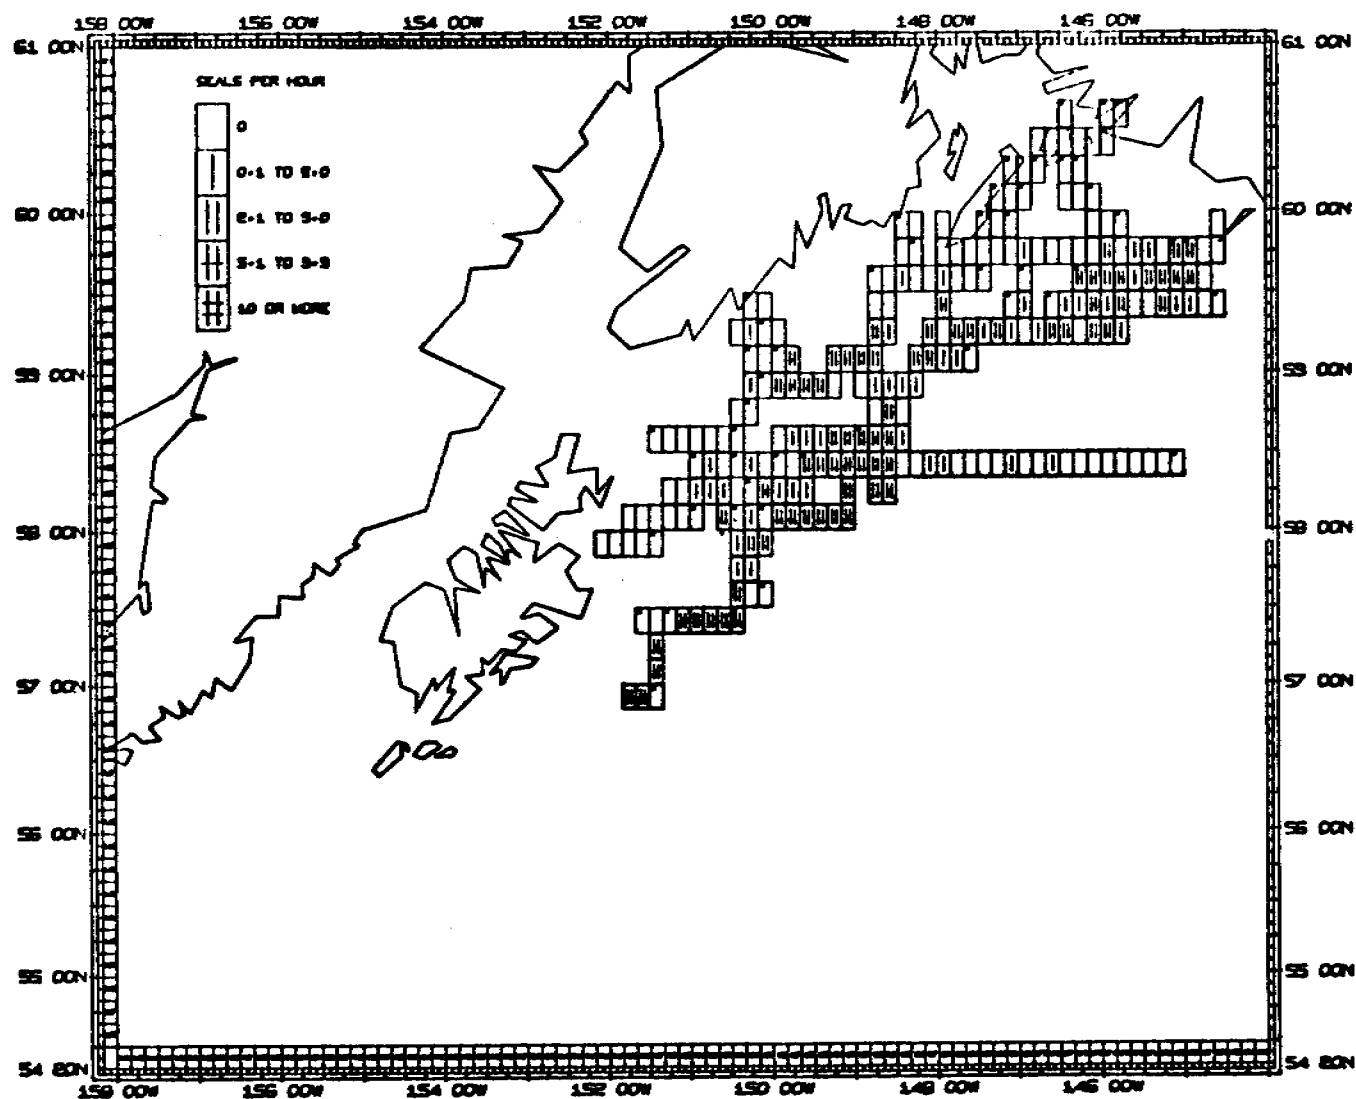 158 00W 156 00W 154 00W 152 00W 150 00W 148 00W 146 00W
61 00N 61 00N
SEALS PER HOUR
0
0.1 TO 2.0
2.1 TO 5.0
5.1 TO 9.9
10 OR MORE
60 00N 60 00N
59 00N 59 00N
58 00N 58 00N
57 00N 57 00N
56 00N 56 00N
55 00N 55 00N
54 20N 54 20N
158 00W 156 00W 154 00W 152 00W 150 00W 148 00W 146 00W